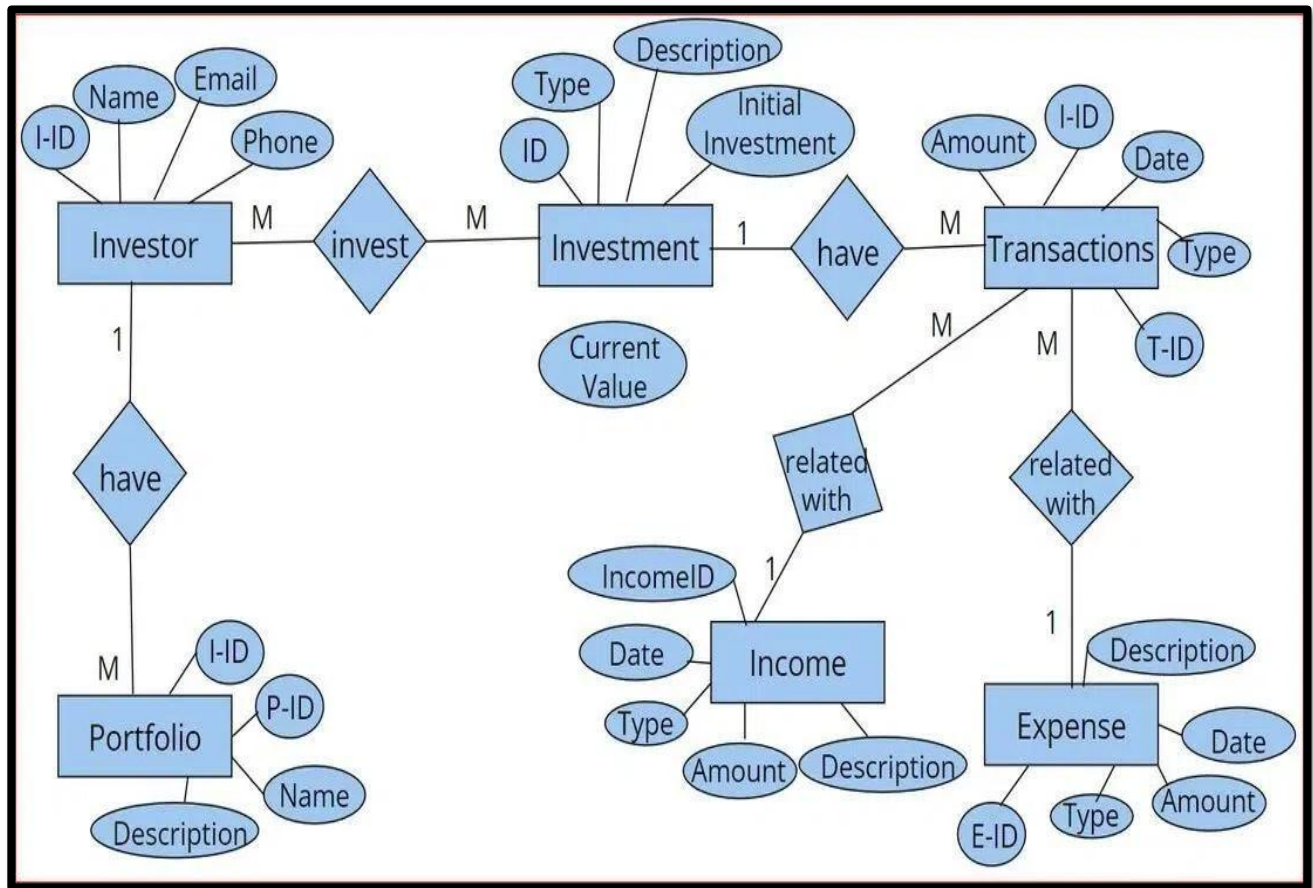 Description
Email
Type
Name
Initial
Investment
I-ID
I-ID
Amount
Phone
ID
Date
M
M
1
M
Investor
invest
Investment
have
Transactions
Type
1
M
M
T-ID
Current
Value
have
related
with
related
with
1
IncomeID
1
I-ID
Date
Income
Description
M
P-ID
Type
Portfolio
Expense
Date
Amount
Description
Name
Amount
Description
Type
E-ID